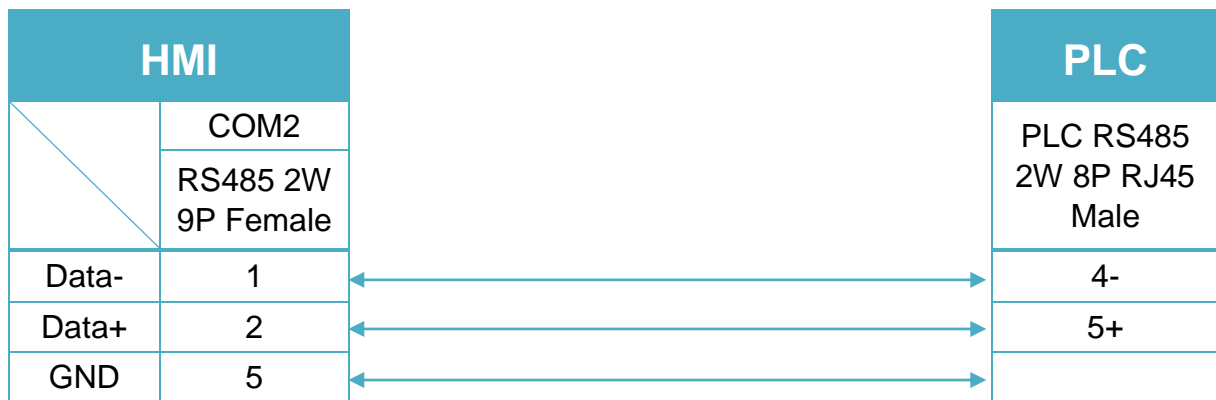 HMI
PLC
COM2
RS485 2W
9P Female
PLC RS485
2W 8P RJ45
Male
Data- 1 4-
Data+ 2 5+
GND 5